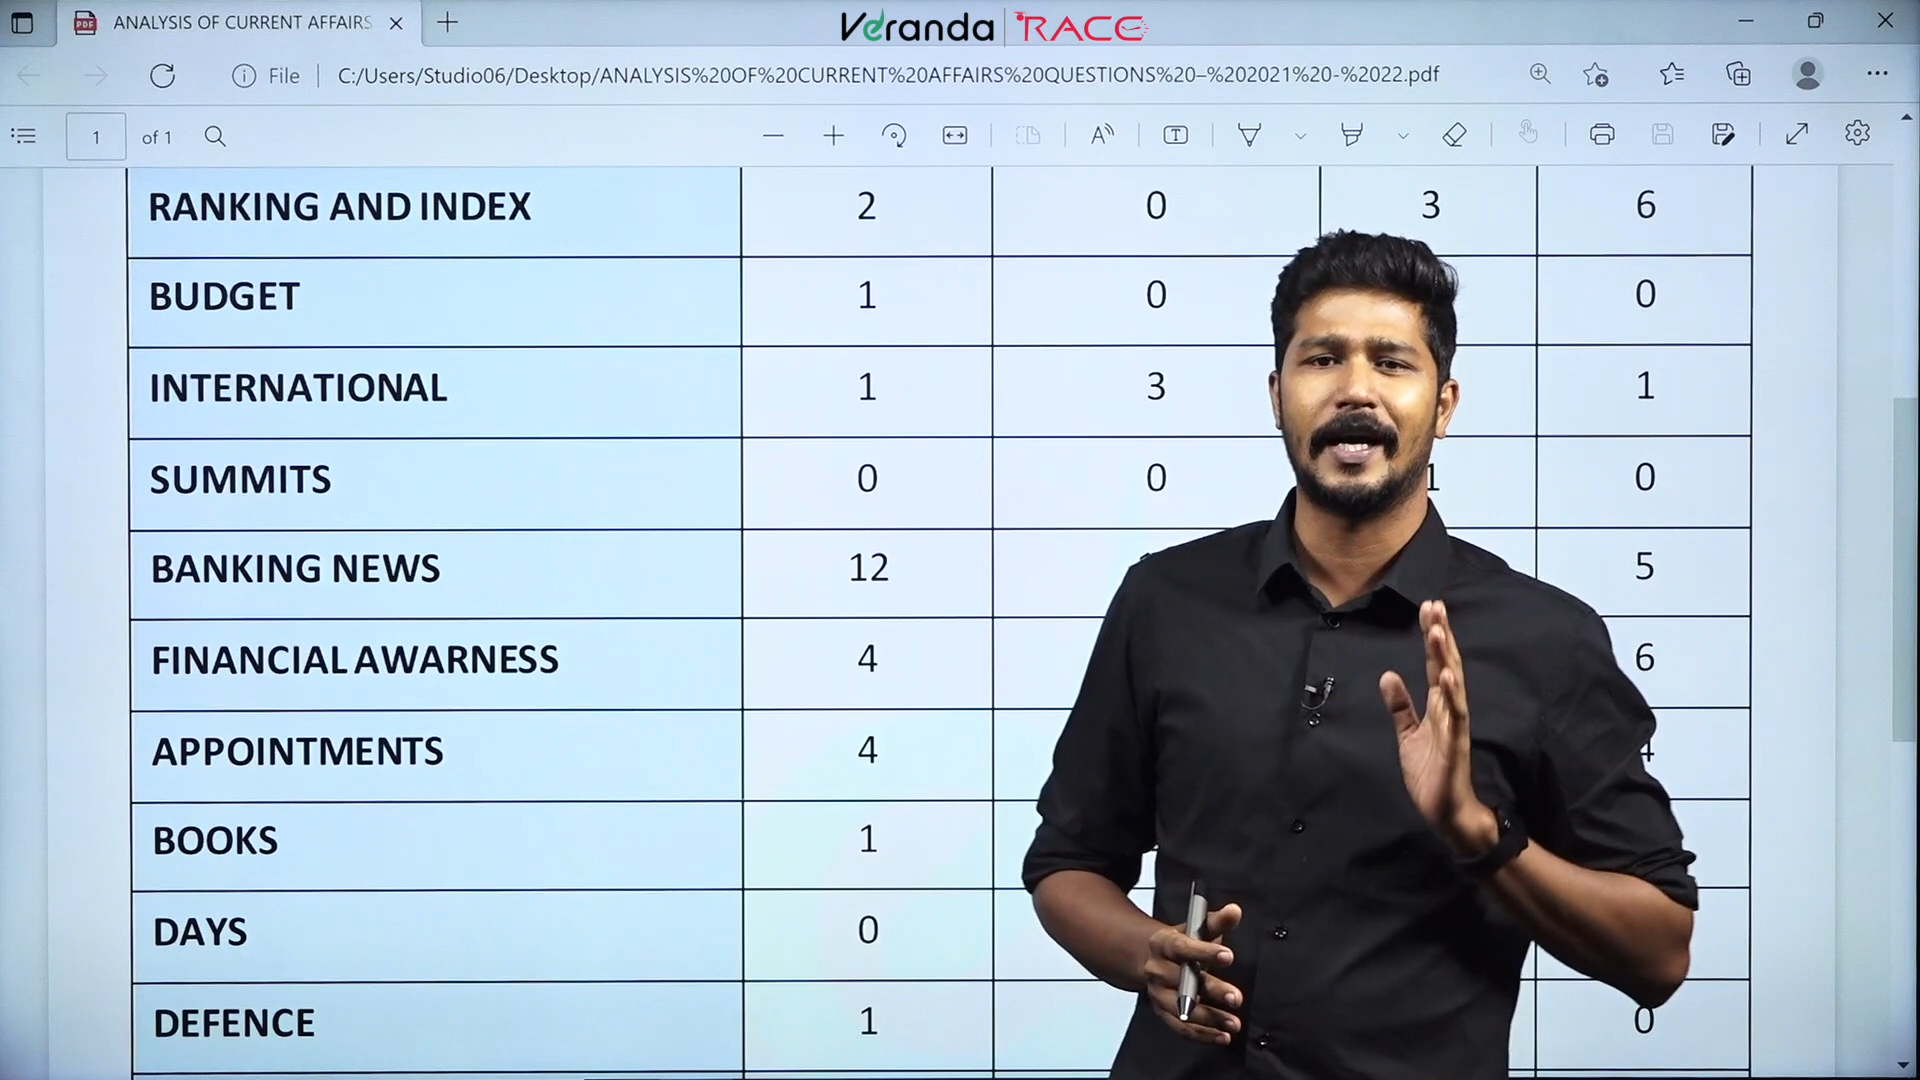 ANALYSIS OF CURRENT AFFAIRS
Veranda RACE
File
C:/Users/Studio06/Desktop/ANALYSIS%20OF%20CURRENT%20AFFAIRS%20QUESTIONS%20–%202021%20-%2022.pdf
1 of 1
RANKING AND INDEX 2 0 3 6
BUDGET 1 0 0
INTERNATIONAL 1 3 1
SUMMITS 0 0 1 0
BANKING NEWS 12 5
FINANCIAL AWARNESS 4 6
APPOINTMENTS 4 4
BOOKS 1
DAYS 0
DEFENCE 1 0